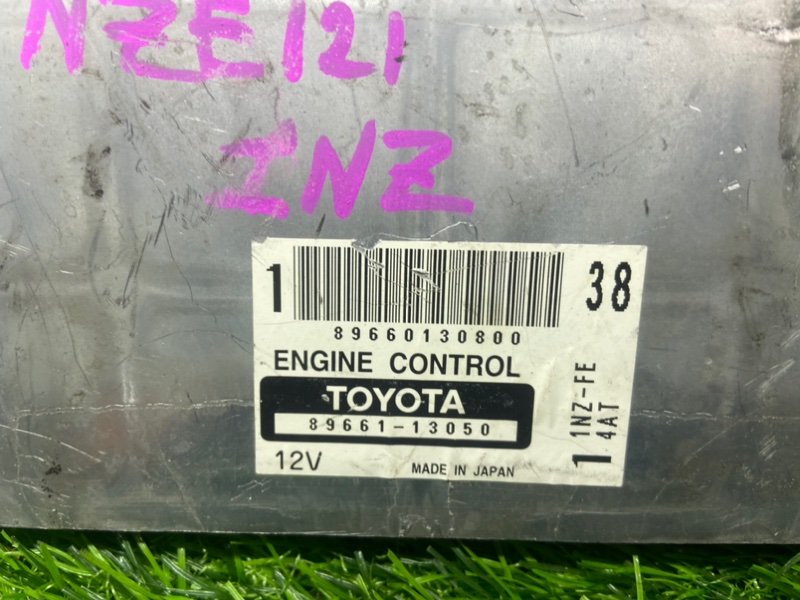 NZE121
1NZ
1
38
89660130800
ENGINE CONTROL
TOYOTA
89661-13050
12V
MADE IN JAPAN
1
1NZ-FE
4AT